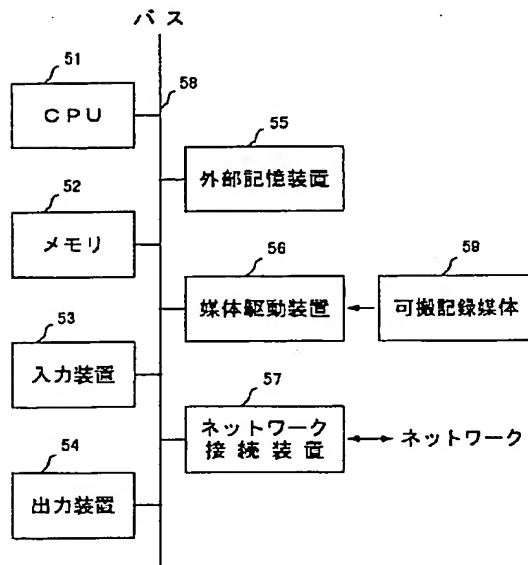 バス
51
58
CPU
55
外部記憶装置
52
メモリ
56
59
媒体駆動装置
可搬記録媒体
53
入力装置
57
ネットワーク
接続装置
ネットワーク
54
出力装置